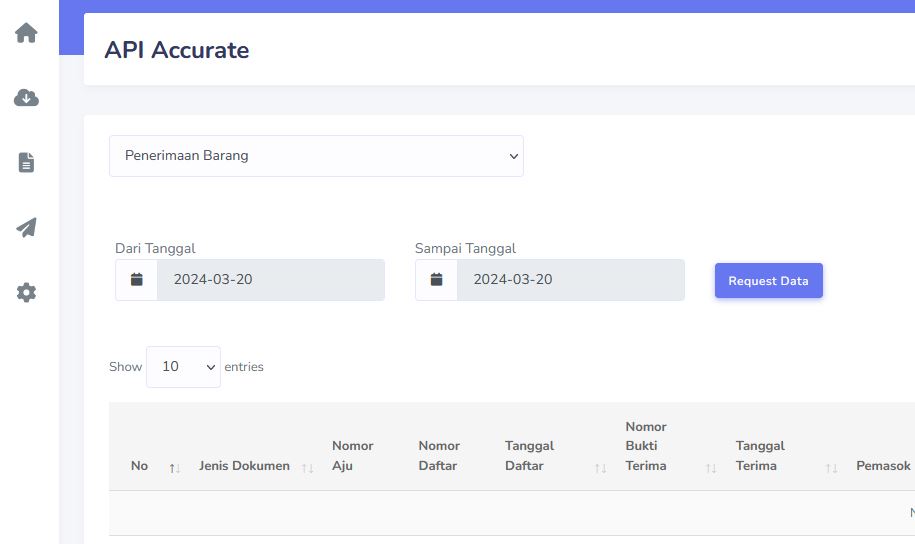 API Accurate
Penerimaan Barang
Dari Tanggal
Sampai Tanggal
2024-03-20
2024-03-20
Request Data
Show 10 entries
No
Jenis Dokumen
Nomor
Aju
Nomor
Daftar
Tanggal
Daftar
Nomor
Bukti
Terima
Tanggal
Terima
Pemasok